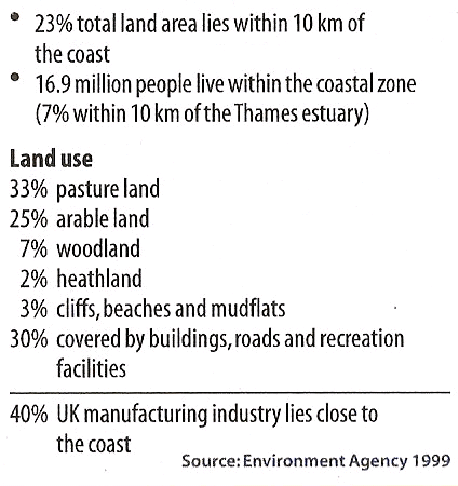 • 23% total land area lies within 10 km of
the coast
• 16.9 million people live within the coastal zone
(7% within 10 km of the Thames estuary)
Land use
33% pasture land
25% arable land
7% woodland
2% heathland
3% cliffs, beaches and mudflats
30% covered by buildings, roads and recreation
facilities
40% UK manufacturing industry lies close to
the coast
Source: Environment Agency 1999